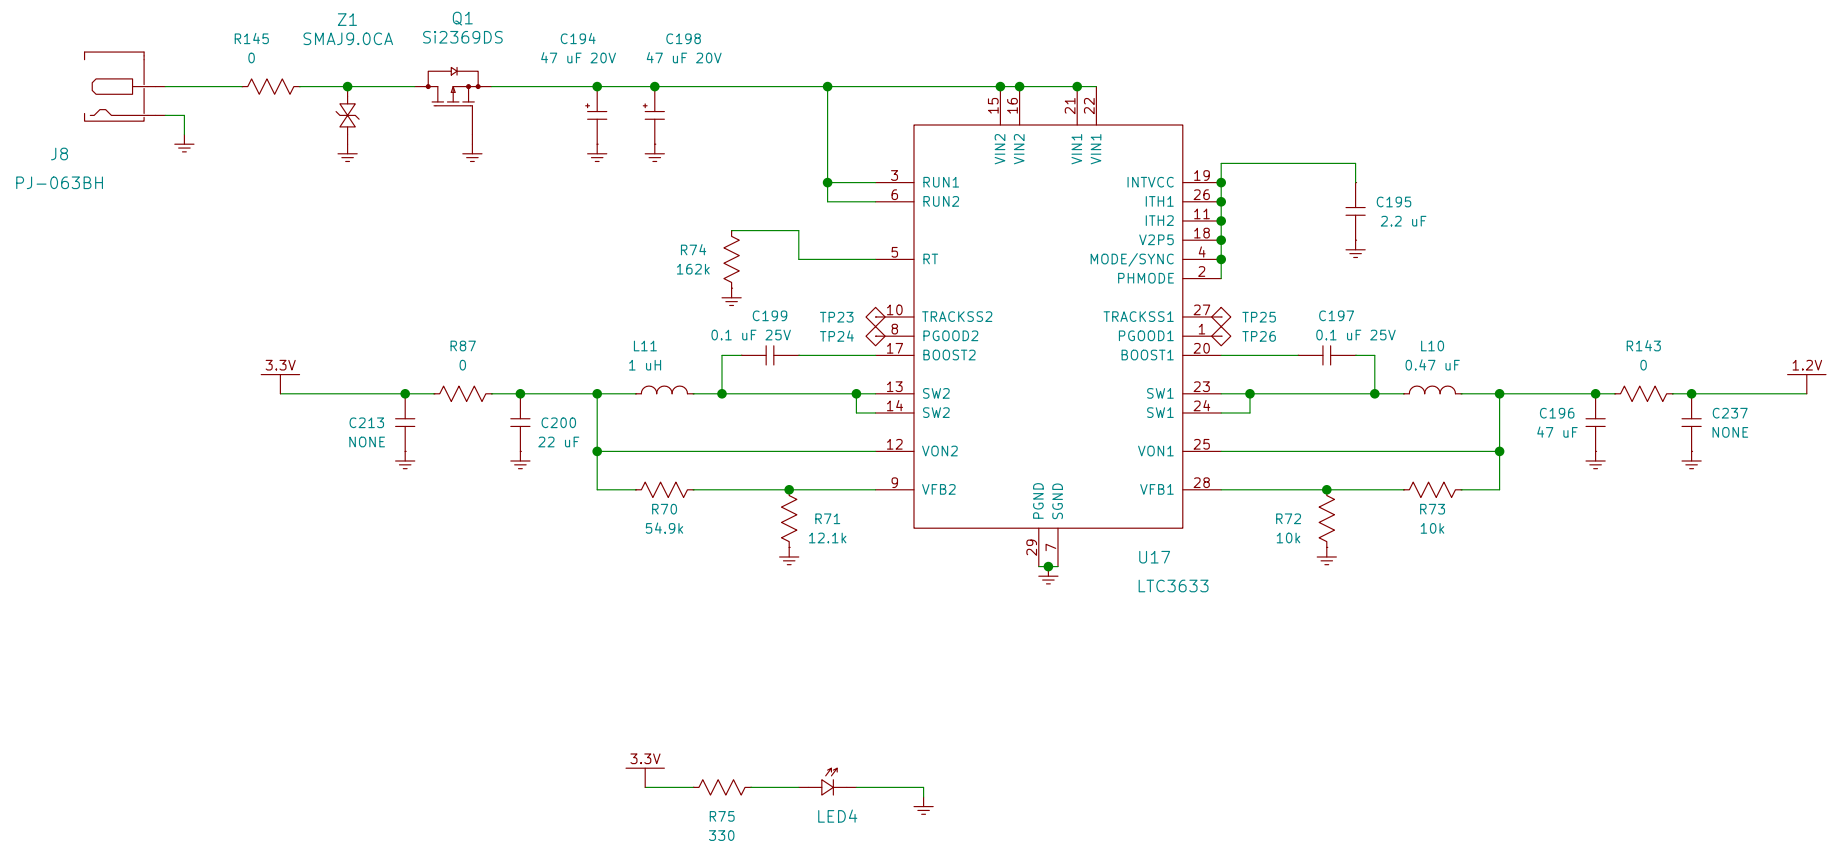 Z1
SMAJ9.0CA
Q1
Si2369DS
R145
0
C194
47 uF 20V
C198
47 uF 20V
J8
PJ-063BH
15
16
21
22
VIN2
VIN2
VIN1
VIN1
3
RUN1
6
RUN2
5
RT
R74
162k
INTVCC
19
ITH1
26
ITH2
11
V2P5
18
MODE/SYNC
4
PHMODE
2
C195
2.2 uF
TP23
10
TRACKSS2
TP24
8
PGOOD2
17
BOOST2
C199
0.1 uF 25V
TRACKSS1
27
TP25
PGOOD1
1
TP26
BOOST1
20
C197
0.1 uF 25V
3.3V
R87
0
L11
1 uH
13
SW2
14
SW2
SW1
23
SW1
24
L10
0.47 uF
R143
0
1.2V
C213
NONE
C200
22 uF
12
VON2
VON1
25
C196
47 uF
C237
NONE
9
VFB2
VFB1
28
R70
54.9k
R71
12.1k
PGND
SGND
29
7
R72
10k
R73
10k
U17
LTC3633
3.3V
R75
330
LED4